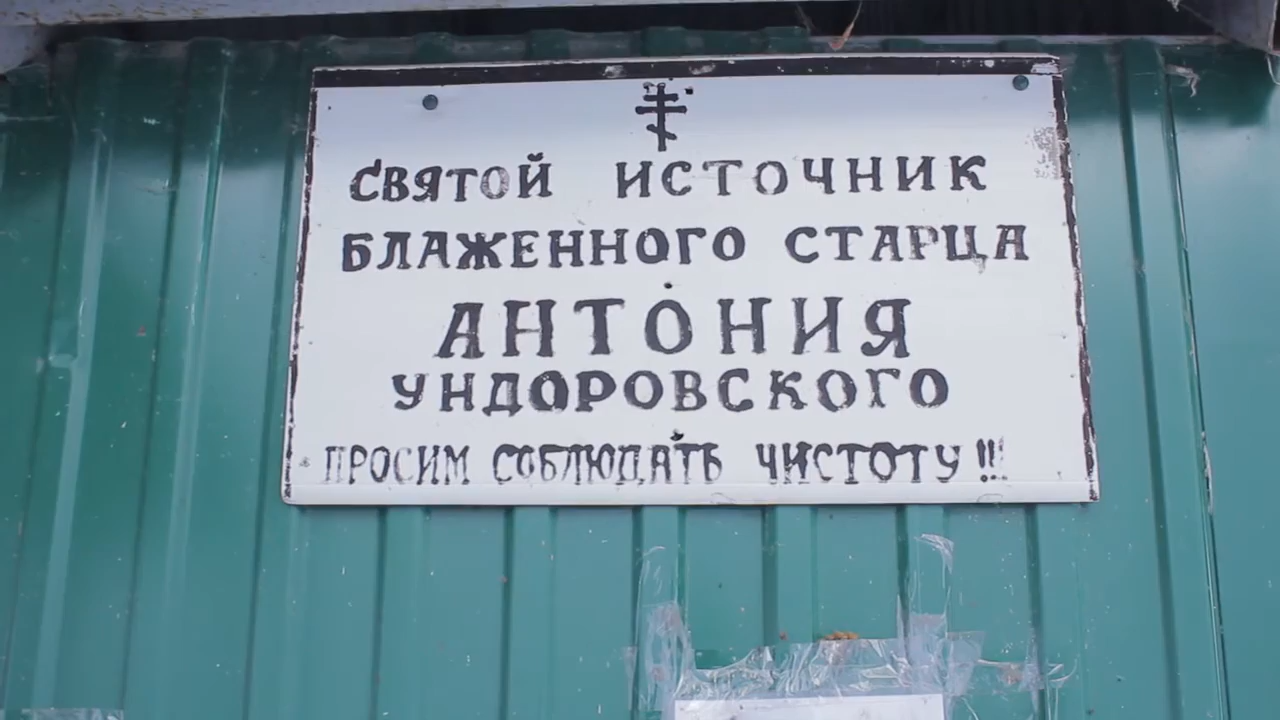 СВЯТОЙ ИСТОЧНИК
БЛАЖЕННОГО СТАРЦА
АНТОНИЯ
УНДОРОВСКОГО
ПРОСИМ СОБЛЮДАТЬ ЧИСТОТУ!!!